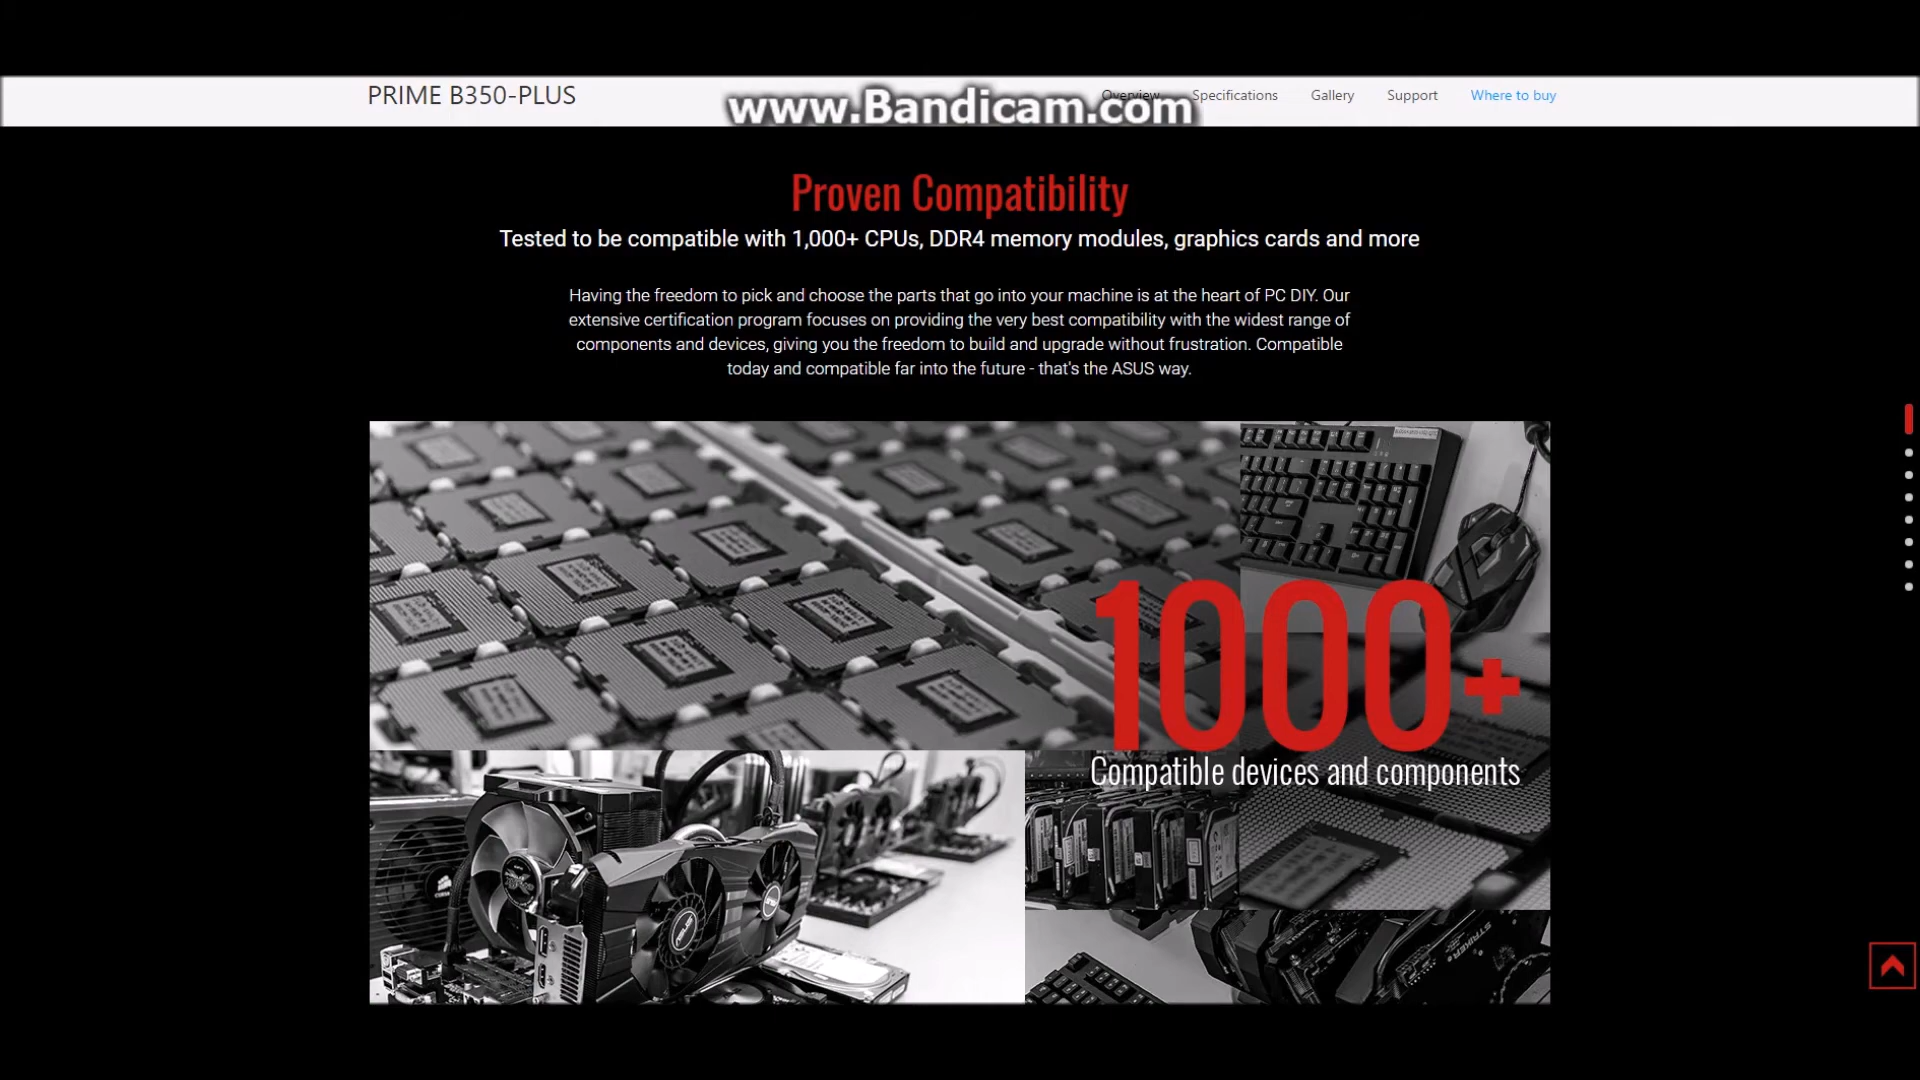 PRIME B350-PLUS
www.Bandicam.com
Overview Specifications Gallery Support Where to buy
Proven Compatibility
Tested to be compatible with 1,000+ CPUs, DDR4 memory modules, graphics cards and more
Having the freedom to pick and choose the parts that go into your machine is at the heart of PC DIY. Our
extensive certification program focuses on providing the very best compatibility with the widest range of
components and devices, giving you the freedom to build and upgrade without frustration. Compatible
today and compatible far into the future - that's the ASUS way.
1000+
Compatible devices and components
ASUS
STRIKER